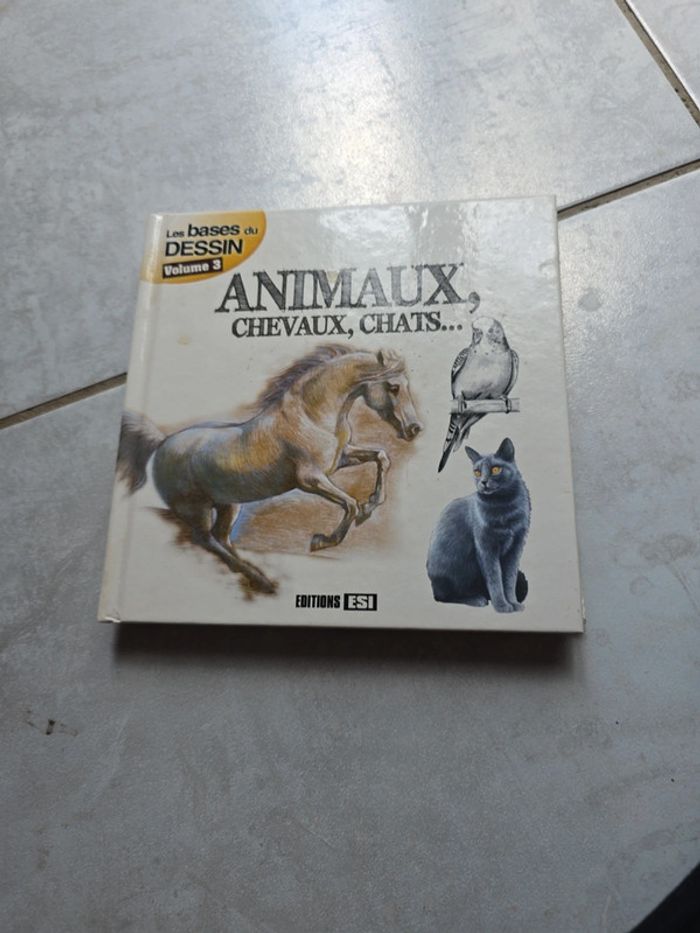 Les bases du
DESSIN
Volume 3
ANIMAUX,
CHEVAUX, CHATS...
EDITIONS ESI